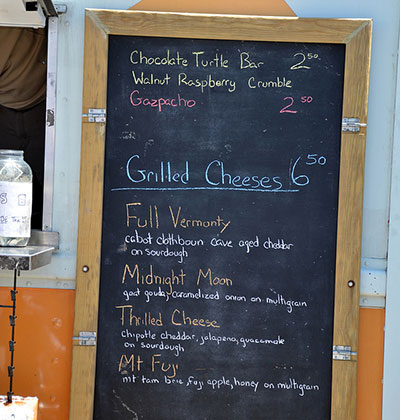 Chocolate Turtle Bar 2.50
Walnut Raspberry Crumble
Gazpacho 2 50
Grilled Cheeses 6 50
Full Vermonty
cabot clothboun cave aged cheddar
on sourdough
Midnight Moon
goat gouda, caramelized onion on multigrain
Thrilled Cheese
chipotle cheddar, jalapena, guacamole
on sourdough
Mt Fuji
mt tam brie, fuji apple, honey on multigrain